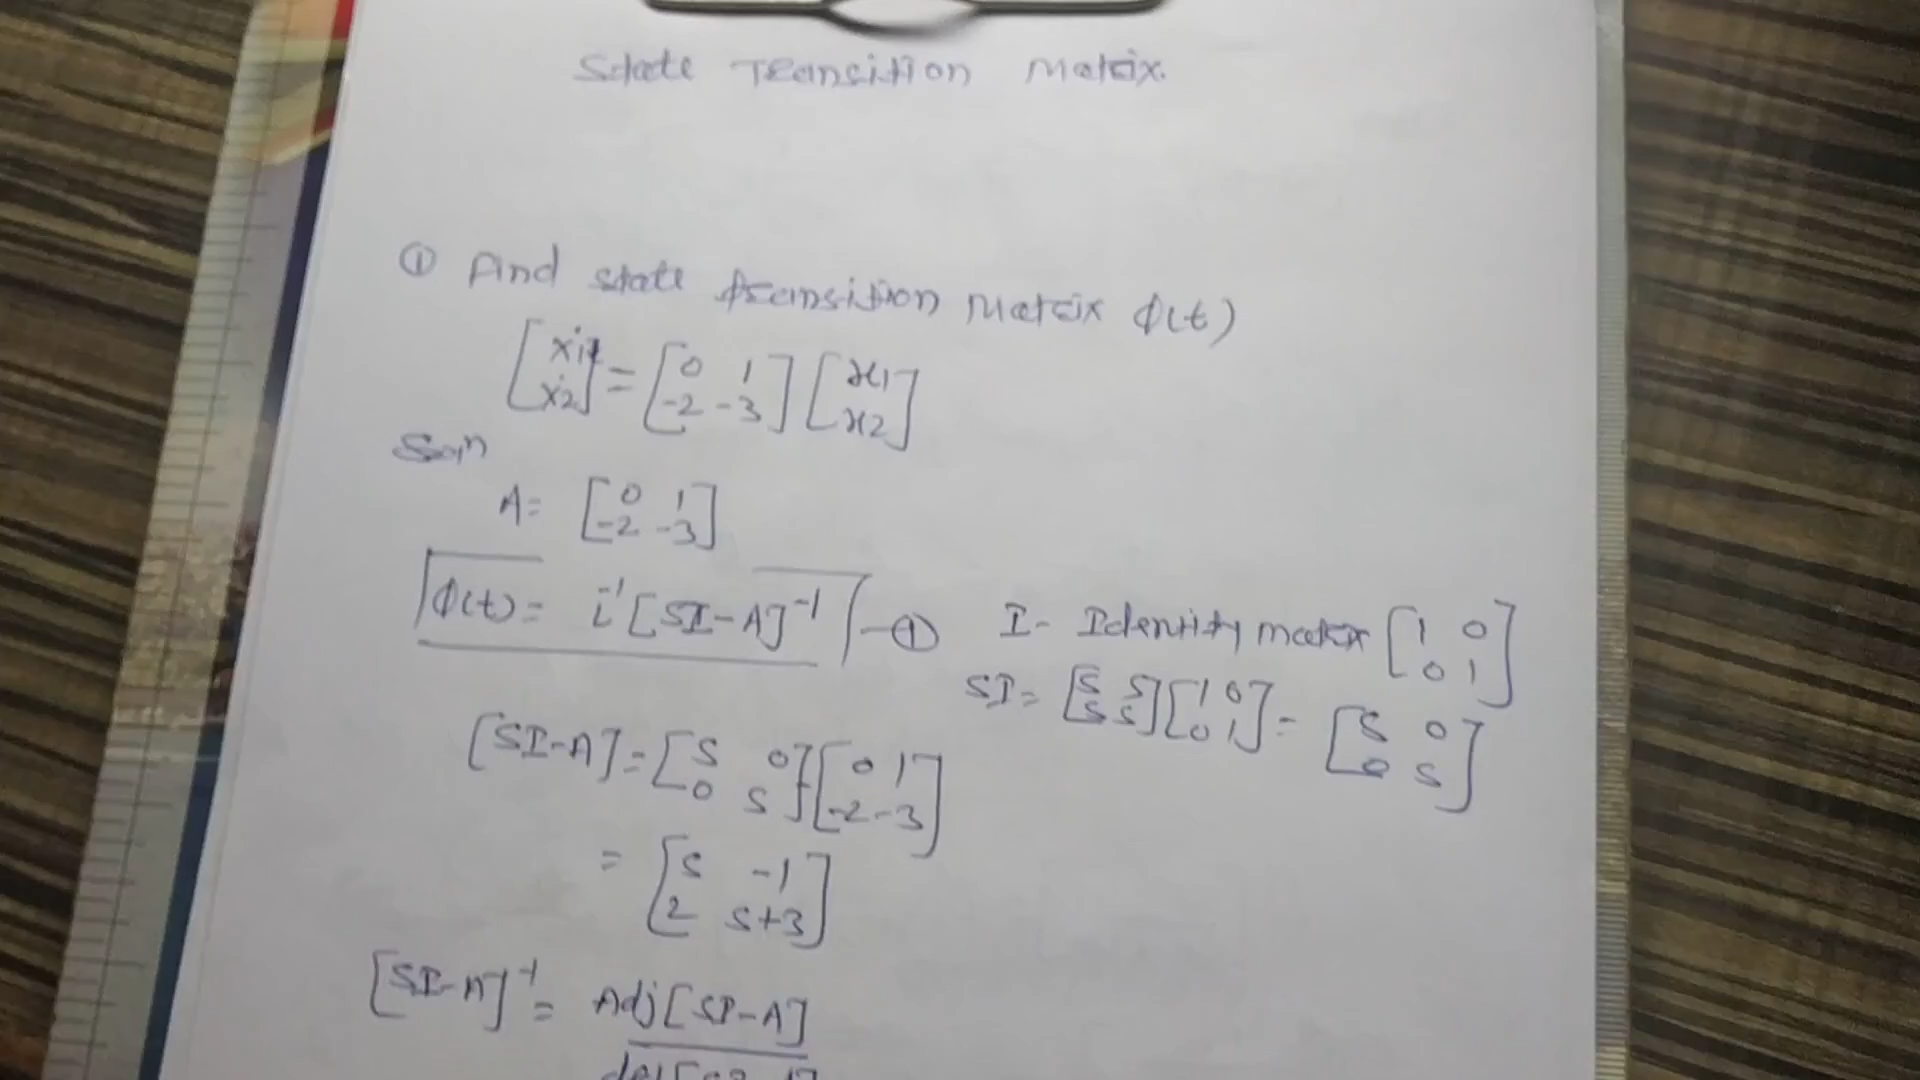 State Transition Matrix.
① Find state transition matrix ϕ(t)
[ẋ1 ẋ2] = [0 1 -2 -3] [x1 x2]
Soln
A= [0 1 -2 -3]
ϕ(t) = L⁻¹ [SI-A]⁻¹ —①
I - Identity matrix [1 0 0 1]
SI= [S S S S] [1 0 0 1] = [S 0 0 S]
[SI-A] = [S 0 0 S] - [0 1 -2 -3]
= [S -1 2 S+3]
[SI-A]⁻¹ = Adj[SI-A]